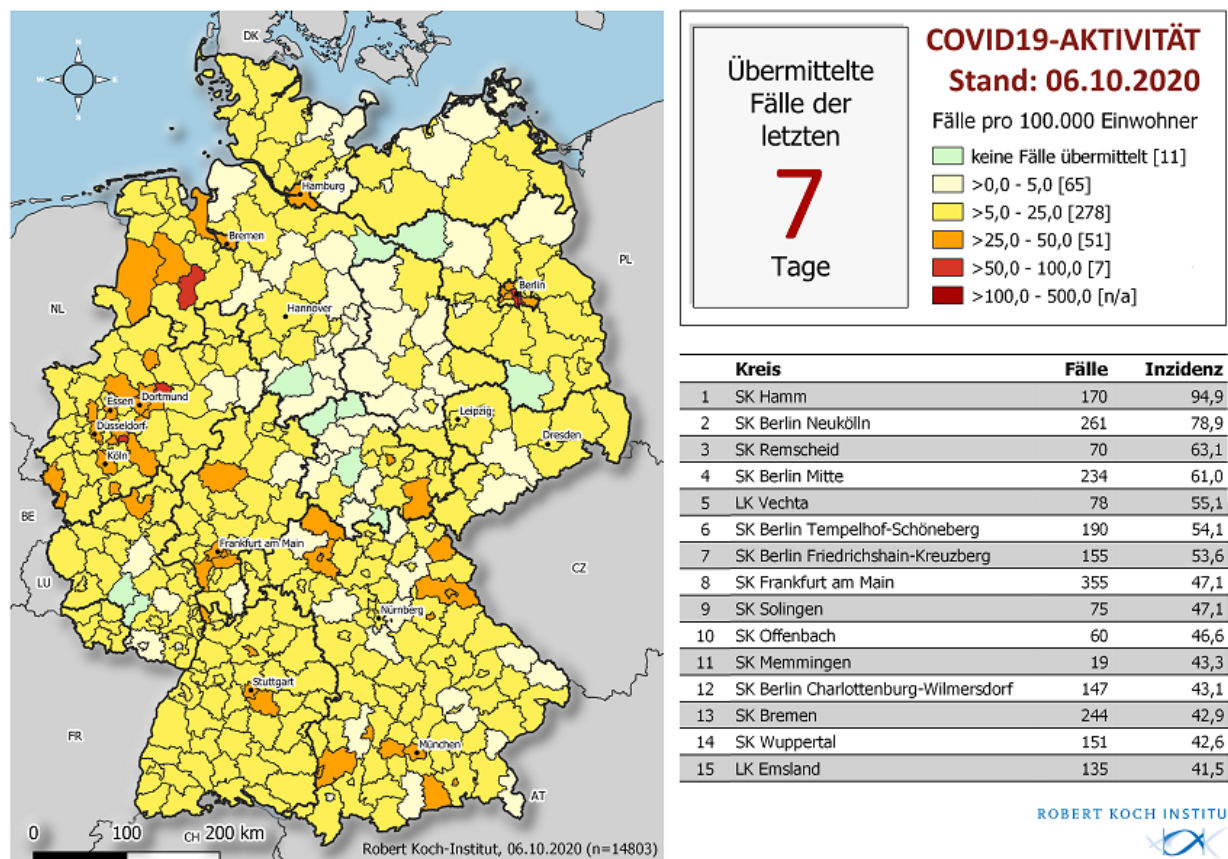 DK
PL
NL
BE
LU
CZ
FR
AT
CH
Hamburg
Bremen
Berlin
Hannover
Essen
Dortmund
Düsseldorf
Köln
Leipzig
Dresden
Frankfurt am Main
Nürnberg
Stuttgart
München
0 100 200 km
Robert Koch-Institut, 06.10.2020 (n=14803)
Übermittelte
Fälle der
letzten
7
Tage
COVID19-AKTIVITÄT
Stand: 06.10.2020
Fälle pro 100.000 Einwohner
keine Fälle übermittelt [11]
>0,0 - 5,0 [65]
>5,0 - 25,0 [278]
>25,0 - 50,0 [51]
>50,0 - 100,0 [7]
>100,0 - 500,0 [n/a]
Kreis Fälle Inzidenz
1 SK Hamm 170 94,9
2 SK Berlin Neukölln 261 78,9
3 SK Remscheid 70 63,1
4 SK Berlin Mitte 234 61,0
5 LK Vechta 78 55,1
6 SK Berlin Tempelhof-Schöneberg 190 54,1
7 SK Berlin Friedrichshain-Kreuzberg 155 53,6
8 SK Frankfurt am Main 355 47,1
9 SK Solingen 75 47,1
10 SK Offenbach 60 46,6
11 SK Memmingen 19 43,3
12 SK Berlin Charlottenburg-Wilmersdorf 147 43,1
13 SK Bremen 244 42,9
14 SK Wuppertal 151 42,6
15 LK Emsland 135 41,5
ROBERT KOCH INSTITU